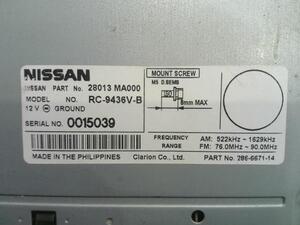 NISSAN
NISSAN PART No. 28013 MA000
MODEL NO. RC-9436V-B
12 V ⊖ GROUND
SERIAL NO. 0015039
MOUNT SCREW
M5 0.8EM6
8mm MAX
FREQUENCY RANGE
AM: 522kHz ~ 1629kHz
FM: 76.0MHz ~ 90.0MHz
MADE IN THE PHILIPPINES Clarion Co., Ltd. PART No. 286-6671-14